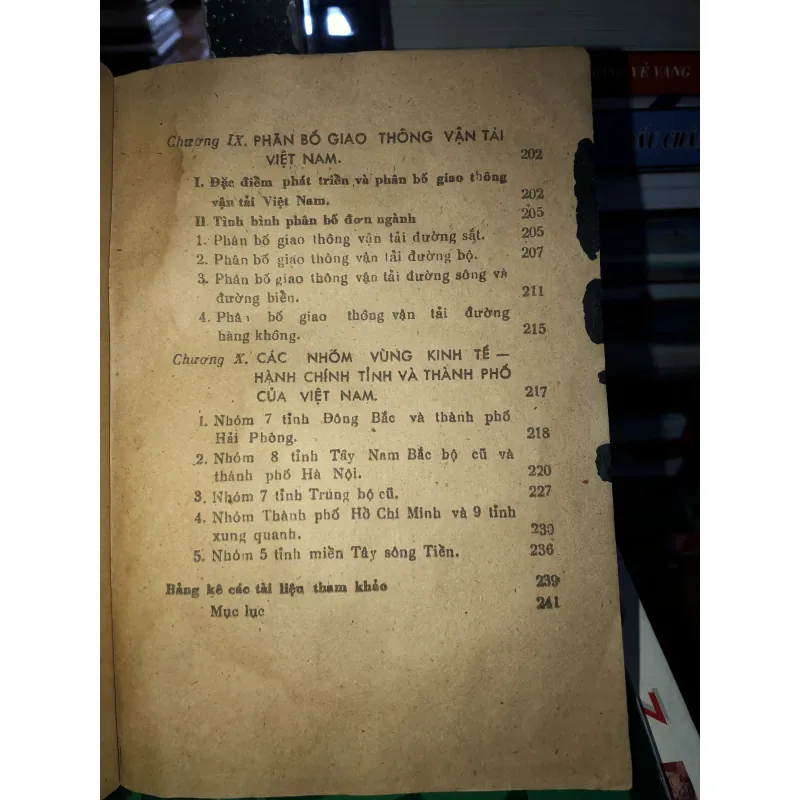 Chương IX. PHÂN BỐ GIAO THÔNG VẬN TẢI
VIỆT NAM. 202
I. Đặc điểm phát triển và phân bố giao thông
vận tải Việt Nam. 202
II. Tình hình phân bố đơn ngành 205
1. Phân bố giao thông vận tải đường sắt. 205
2. Phân bố giao thông vận tải đường bộ. 207
3. Phân bố giao thông vận tải đường sông và
đường biển. 211
4. Phân bố giao thông vận tải đường
hàng không. 215
Chương X. CÁC NHÓM VÙNG KINH TẾ —
HÀNH CHÍNH TỈNH VÀ THÀNH PHỐ
CỦA VIỆT NAM. 217
1. Nhóm 7 tỉnh Đông Bắc và thành phố
Hải Phòng. 218
2. Nhóm 8 tỉnh Tây Nam Bắc bộ cũ và
thành phố Hà Nội. 220
3. Nhóm 7 tỉnh Trung bộ cũ. 227
4. Nhóm Thành phố Hồ Chí Minh và 9 tỉnh
xung quanh. 230
5. Nhóm 5 tỉnh miền Tây sông Tiền. 236
Bảng kê các tài liệu tham khảo 239
Mục lục 241
VẺ VANG